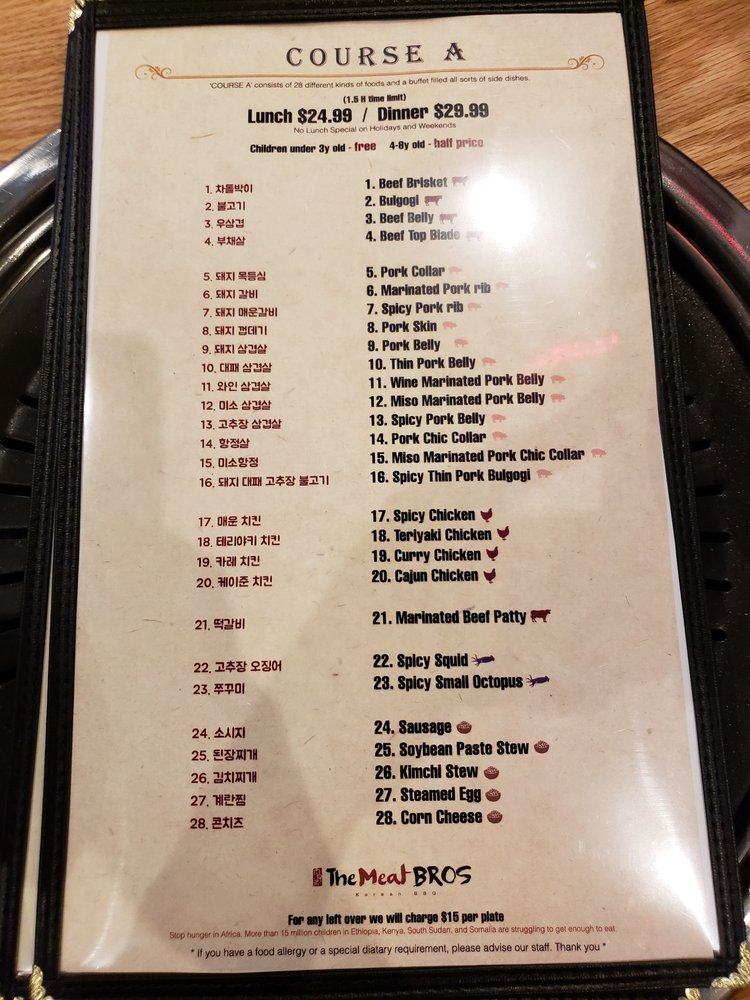 COURSE A
'COURSE A' consists of 28 different kinds of foods and a buffet filled all sorts of side dishes.
(1.5 H time limit)
Lunch $24.99 / Dinner $29.99
No Lunch Special on Holidays and Weekends
Children under 3y old - free 4-8y old - half price
1. 차돌박이 1. Beef Brisket
2. 불고기 2. Bulgogi
3. 우삼겹 3. Beef Belly
4. 부채살 4. Beef Top Blade
5. 돼지 목등심 5. Pork Collar
6. 돼지 갈비 6. Marinated Pork rib
7. 돼지 매운갈비 7. Spicy Pork rib
8. 돼지 껍데기 8. Pork Skin
9. 돼지 삼겹살 9. Pork Belly
10. 대패 삼겹살 10. Thin Pork Belly
11. 와인 삼겹살 11. Wine Marinated Pork Belly
12. 미소 삼겹살 12. Miso Marinated Pork Belly
13. 고추장 삼겹살 13. Spicy Pork Belly
14. 항정살 14. Pork Chic Collar
15. 미소항정 15. Miso Marinated Pork Chic Collar
16. 돼지 대패 고추장 불고기 16. Spicy Thin Pork Bulgogi
17. 매운 치킨 17. Spicy Chicken
18. 테리야키 치킨 18. Teriyaki Chicken
19. 카레 치킨 19. Curry Chicken
20. 케이준 치킨 20. Cajun Chicken
21. 떡갈비 21. Marinated Beef Patty
22. 고추장 오징어 22. Spicy Squid
23. 쭈꾸미 23. Spicy Small Octopus
24. 소시지 24. Sausage
25. 된장찌개 25. Soybean Paste Stew
26. 김치찌개 26. Kimchi Stew
27. 계란찜 27. Steamed Egg
28. 콘치즈 28. Corn Cheese
The Meat BROS
Korean BBQ
For any left over we will charge $15 per plate
Stop hunger in Africa. More than 15 million children in Ethiopia, Kenya, South Sudan, and Somalia are struggling to get enough to eat.
* If you have a food allergy or a special diatary requirement, please advise our staff. Thank you *